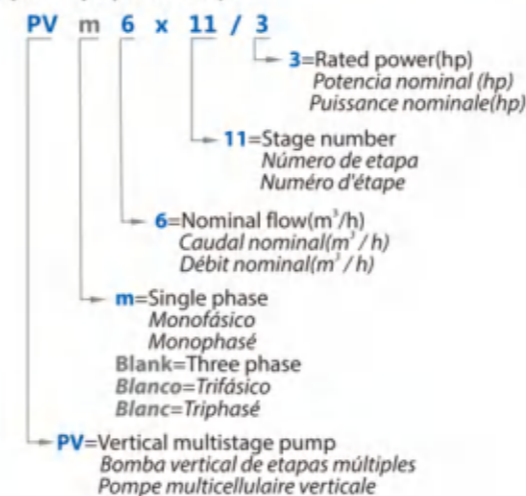 PV m 6 x 11 / 3
3=Rated power(hp)
Potencia nominal (hp)
Puissance nominale(hp)
11=Stage number
Número de etapa
Numéro d'étape
6=Nominal flow(m³/h)
Caudal nominal(m³/ h)
Débit nominal(m³/ h)
m=Single phase
Monofásico
Monophasé
Blank=Three phase
Blanco=Trifásico
Blanc=Triphasé
PV=Vertical multistage pump
Bomba vertical de etapas múltiples
Pompe multicellulaire verticale